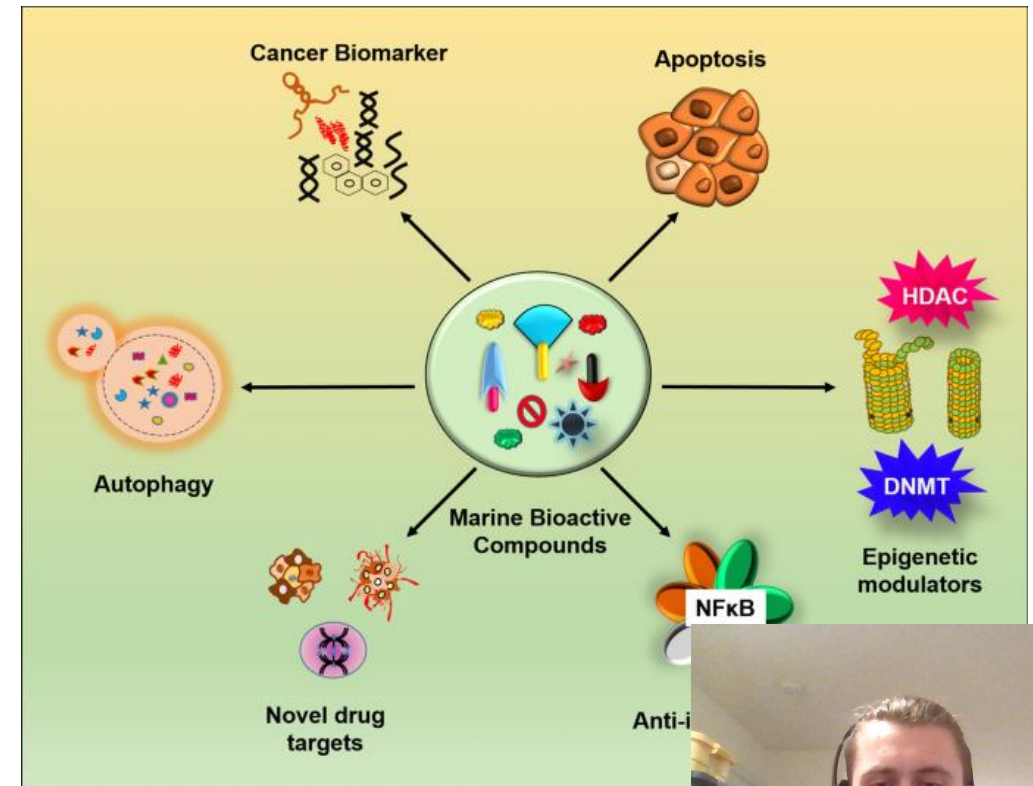 Cancer Biomarker
Apoptosis
HDAC
DNMT
Epigenetic
modulators
Autophagy
Marine Bioactive
Compounds
NFκB
Novel drug
targets